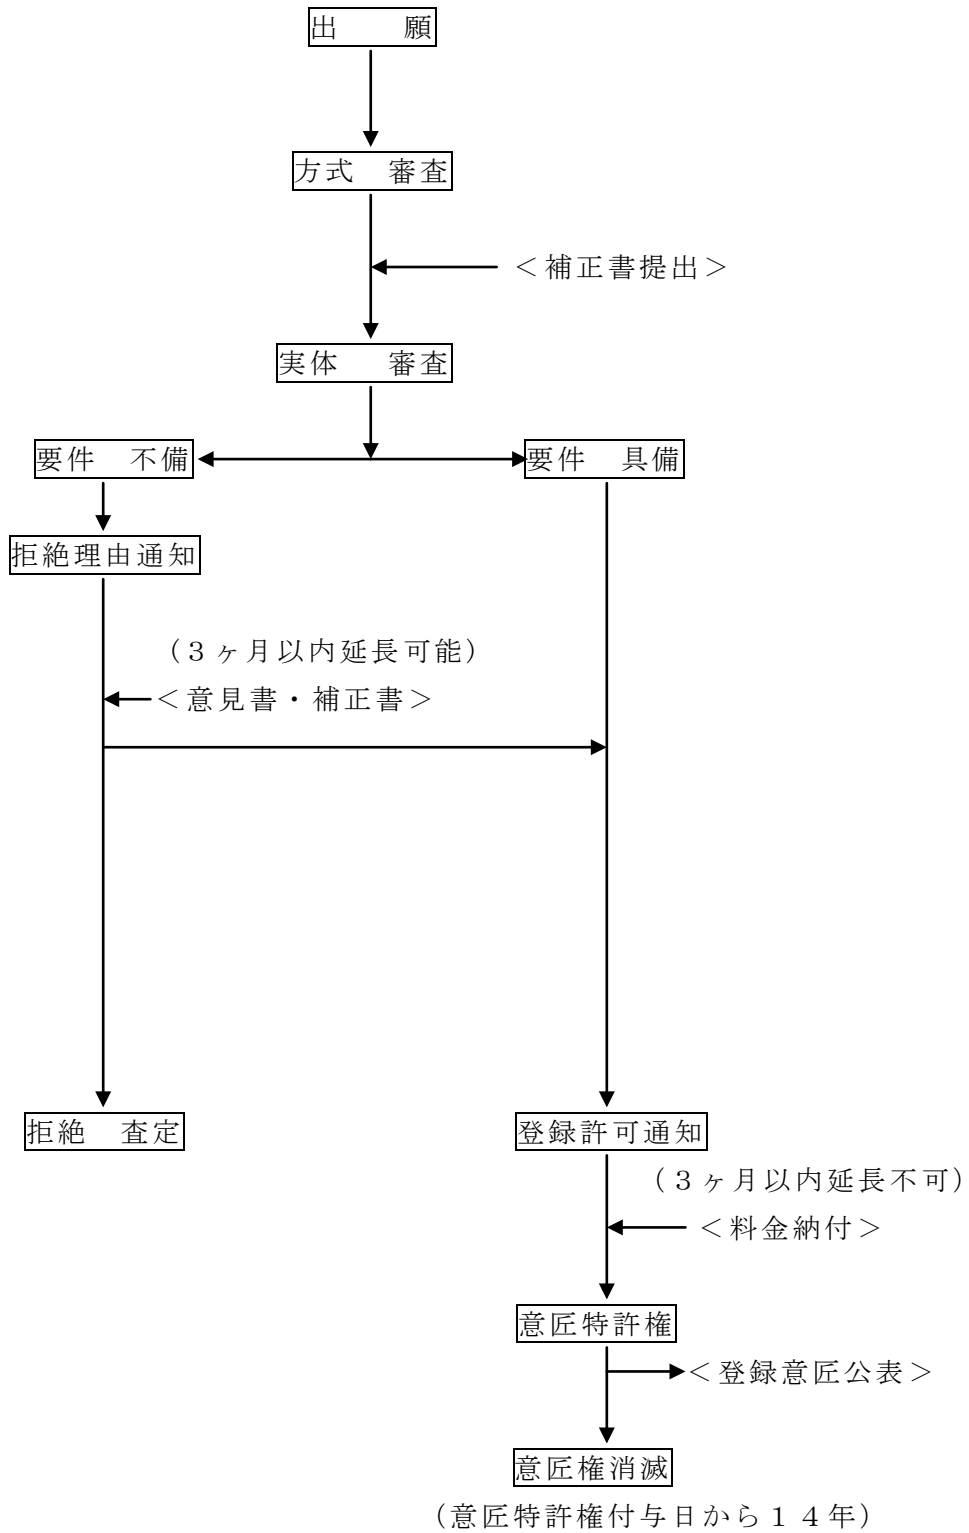 出　　願
方式　審査
＜補正書提出＞
実体　審査
要件　不備
要件　具備
拒絶理由通知
（３ヶ月以内延長可能）
＜意見書・補正書＞
拒絶　査定
登録許可通知
（３ヶ月以内延長不可）
＜料金納付＞
意匠特許権
＜登録意匠公表＞
意匠権消滅
（意匠特許権付与日から１４年）